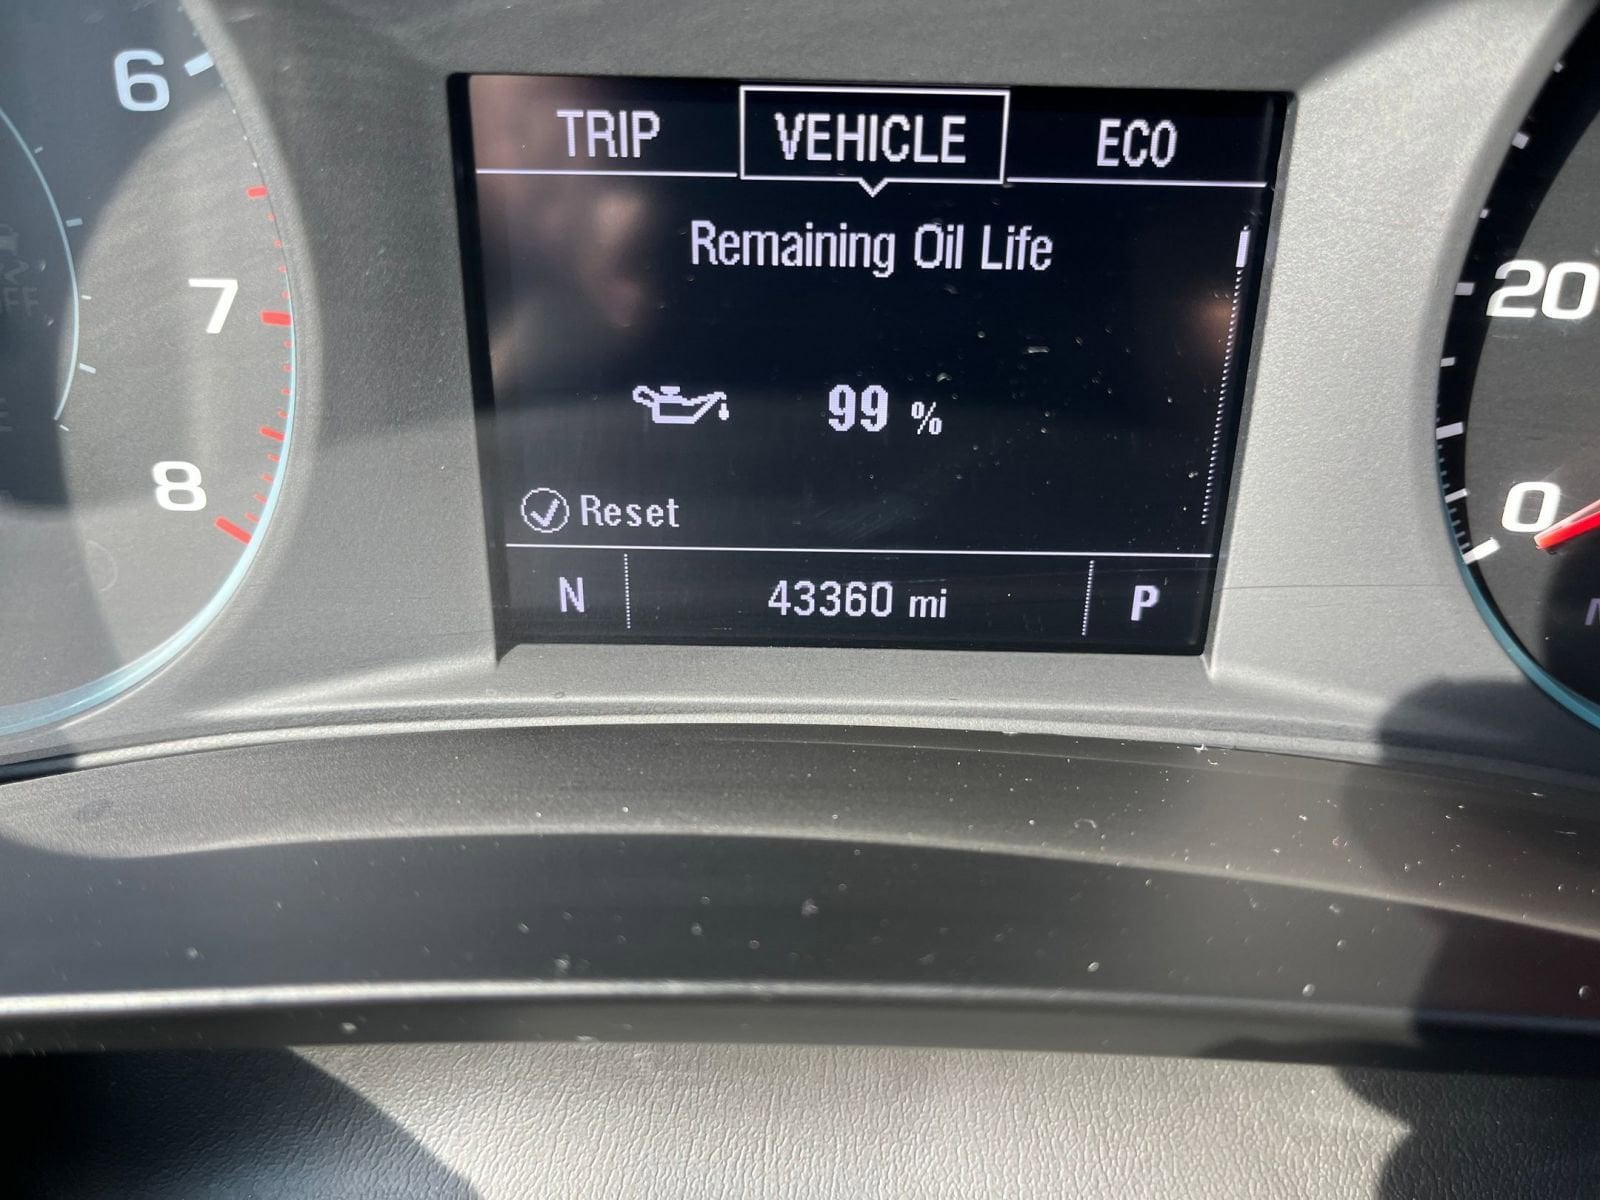 6
TRIP VEHICLE ECO
Remaining Oil Life
7
20
99 %
8
Reset
0
N 43360 mi P